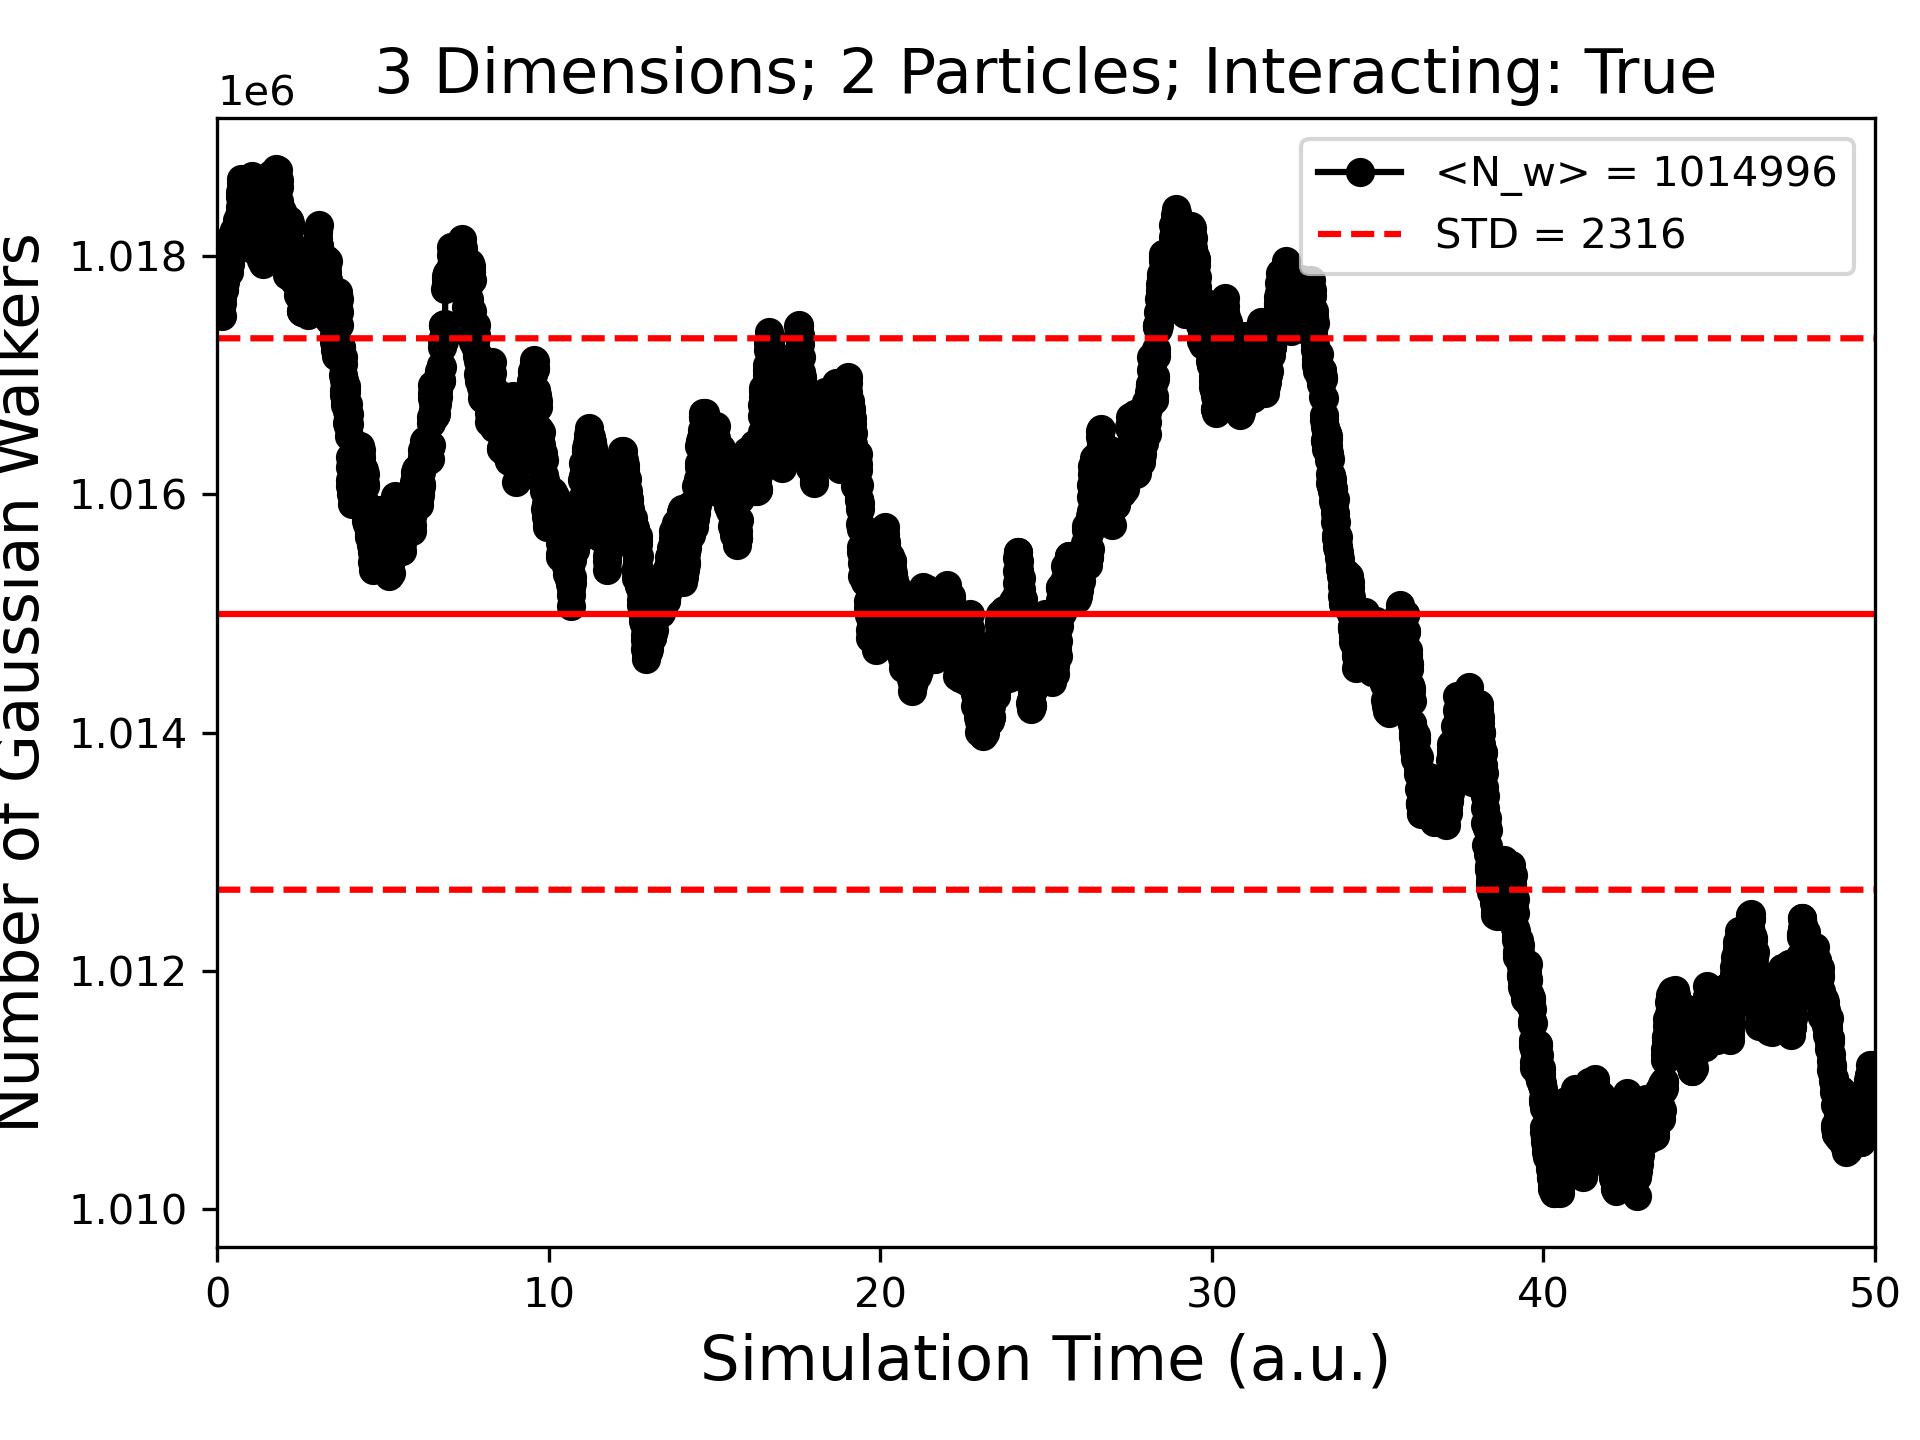 3 Dimensions; 2 Particles; Interacting: True
1e6
<N_w> = 1014996
STD = 2316
Number of Gaussian Walkers
1.018
1.016
1.014
1.012
1.010
0 10 20 30 40 50
Simulation Time (a.u.)